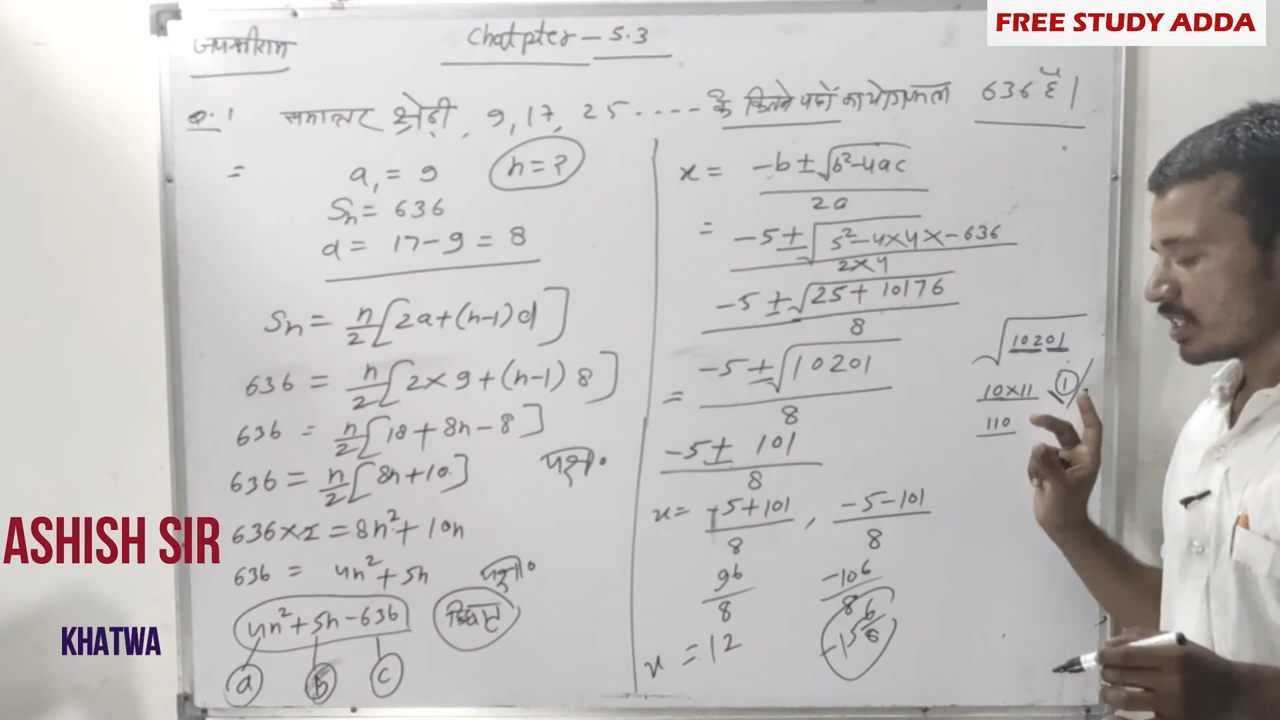 FREE STUDY ADDA
Chatpter - 5.3
Q.1 समान्तर श्रेढ़ी, 9, 17, 25 ..... के कितने पदों का योगफल 636 है।
= a, = 9 n = ?
Sn = 636
d = 17 - 9 = 8
Sn = n/2 [2a + (n-1) d]
636 = n/2 [2 × 9 + (n-1) 8]
636 = n/2 [18 + 8n - 8]
636 = n/2 [8n + 10]
636 × 2 = 8n² + 10n
636 = 4n² + 5n
4n² + 5n - 636
a b c
x = -b ± √b² - 4ac / 2a
= -5 ± √5² - 4×4× -636 / 2×4
-5 ± √25 + 10176 / 8
= -5 ± √10201 / 8
-5 ± 101 / 8
x = -5 + 101 / 8 , -5 - 101 / 8
96 / 8 -106 / 8
x = 12
√10201
10×11 1
110
ASHISH SIR
KHATWA